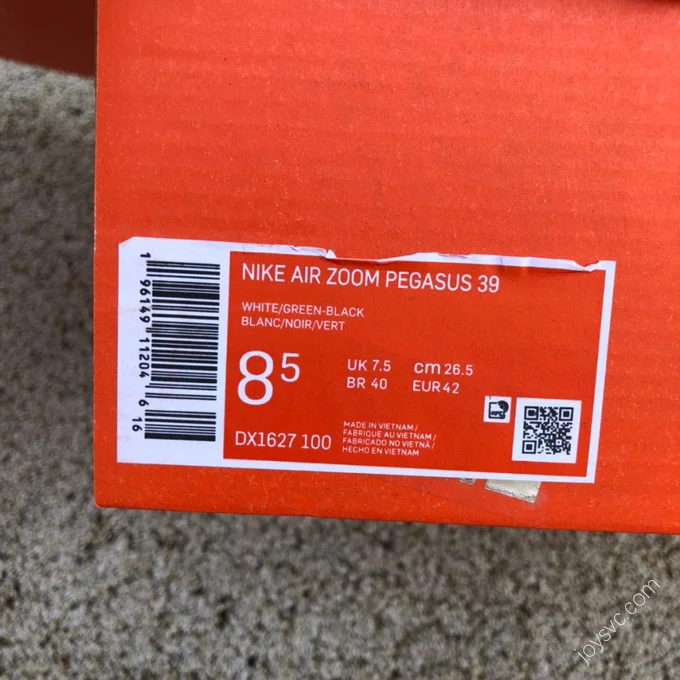 NIKE AIR ZOOM PEGASUS 39
WHITE/GREEN-BLACK
BLANC/NOIR/VERT
8⁵
UK 7.5 cm 26.5
BR 40 EUR 42
DX1627 100
MADE IN VIETNAM /
FABRIQUE AU VIETNAM /
FABRICADO NO VIETNÃ /
HECHO EN VIETNAM
1 96149 11204 6 16
joysvc.com